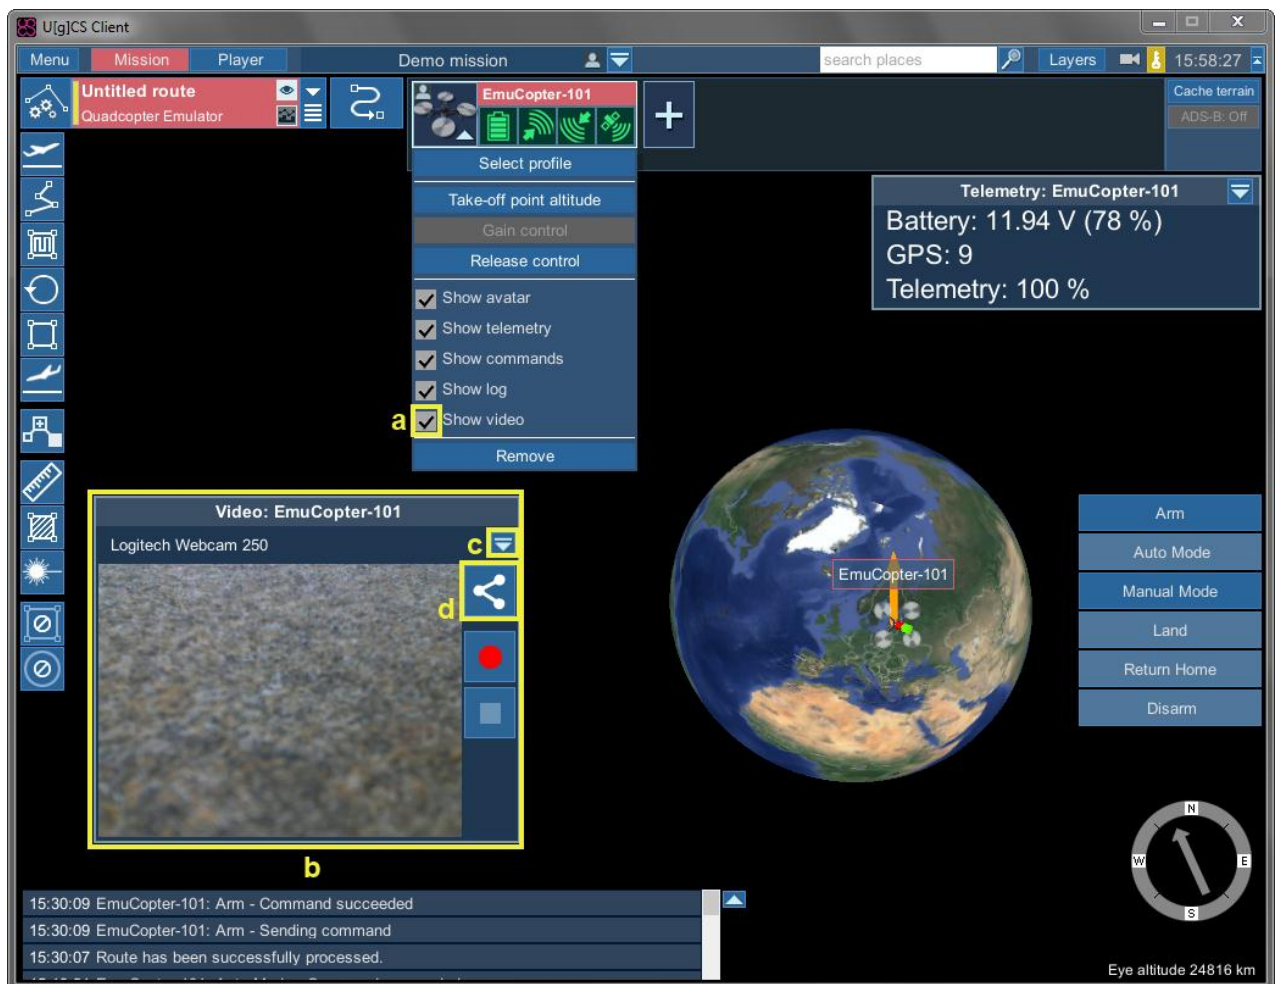 U[g]CS Client
Menu Mission Player Demo mission search places Layers 15:58:27
Untitled route
Quadcopter Emulator
EmuCopter-101
Cache terrain
ADS-B: Off
Select profile
Take-off point altitude
Gain control
Release control
Show avatar
Show telemetry
Show commands
Show log
a Show video
Remove
Telemetry: EmuCopter-101
Battery: 11.94 V (78 %)
GPS: 9
Telemetry: 100 %
Video: EmuCopter-101
Logitech Webcam 250 c
d
b
EmuCopter-101
Arm
Auto Mode
Manual Mode
Land
Return Home
Disarm
N
W E
S
15:30:09 EmuCopter-101: Arm - Command succeeded
15:30:09 EmuCopter-101: Arm - Sending command
15:30:07 Route has been successfully processed.
Eye altitude 24816 km